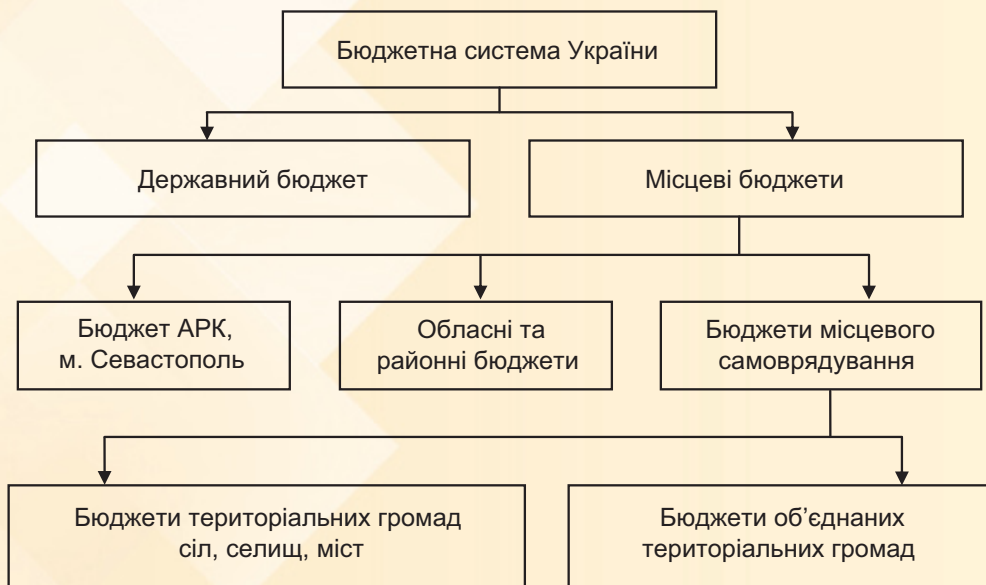 Бюджетна система України
Державний бюджет
Місцеві бюджети
Бюджет АРК,
м. Севастополь
Обласні та
районні бюджети
Бюджети місцевого
самоврядування
Бюджети територіальних громад
сіл, селищ, міст
Бюджети об’єднаних
територіальних громад